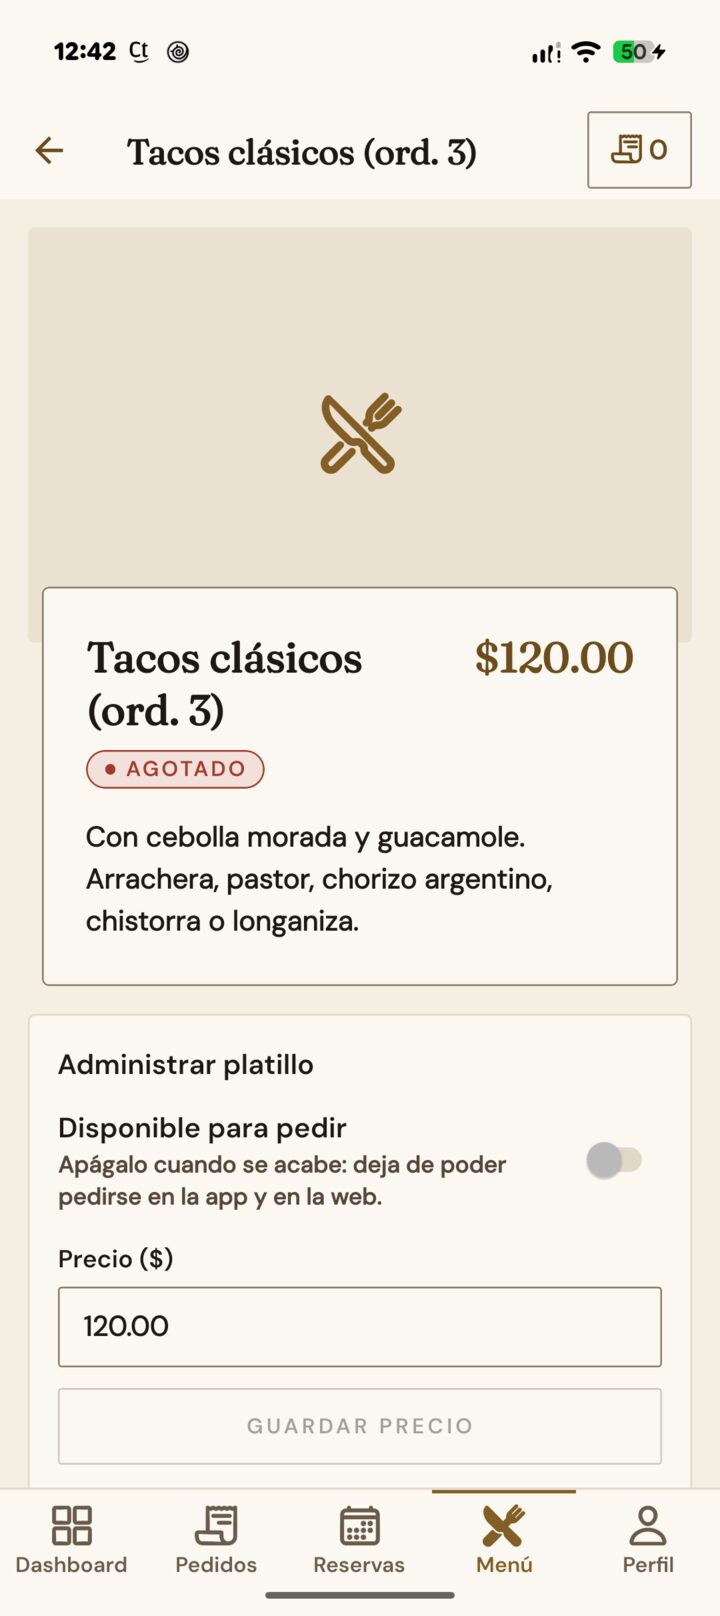 12:42 Ct
50
Tacos clásicos (ord. 3)
0
Tacos clásicos
(ord. 3)
$120.00
AGOTADO
Con cebolla morada y guacamole.
Arrachera, pastor, chorizo argentino,
chistorra o longaniza.
Administrar platillo
Disponible para pedir
Apágalo cuando se acabe: deja de poder
pedirse en la app y en la web.
Precio ($)
120.00
GUARDAR PRECIO
Dashboard
Pedidos
Reservas
Menú
Perfil